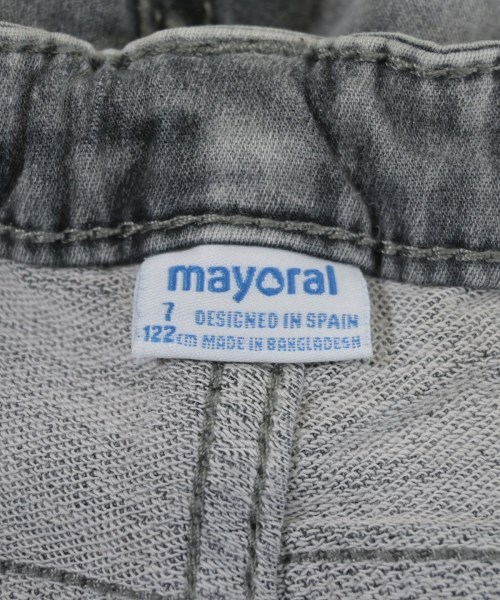 mayoral
7 DESIGNED IN SPAIN
122cm MADE IN BANGLADESH